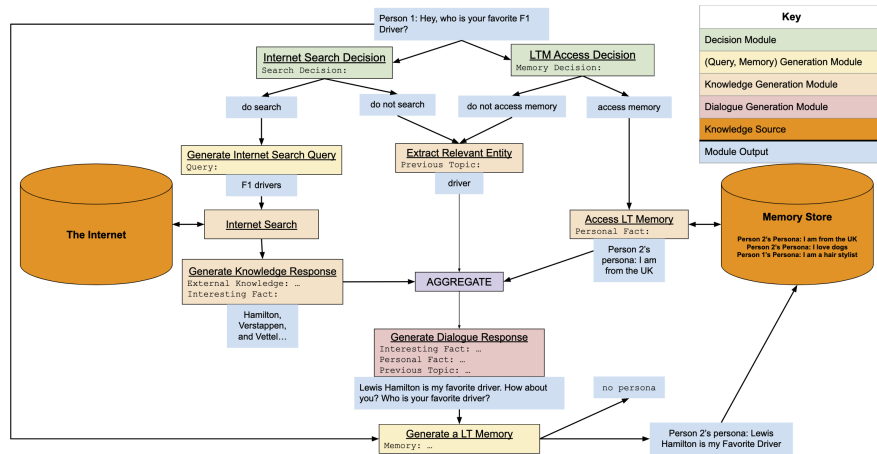 Person 1: Hey, who is your favorite F1
Driver?
Key
Decision Module
(Query, Memory) Generation Module
Knowledge Generation Module
Dialogue Generation Module
Knowledge Source
Module Output
Internet Search Decision
Search Decision:
LTM Access Decision
Memory Decision:
do search
do not search
do not access memory
access memory
Generate Internet Search Query
Query:
Extract Relevant Entity
Previous Topic:
F1 drivers
driver
The Internet
Internet Search
Access LT Memory
Personal Fact:
Memory Store
Person 2's Persona: I am from the UK
Person 2's Persona: I love dogs
Person 1's Persona: I am a hair stylist
Person 2's
persona: I am
from the UK
Generate Knowledge Response
External Knowledge: …
Interesting Fact:
AGGREGATE
Hamilton,
Verstappen,
and Vettel…
Generate Dialogue Response
Interesting Fact: …
Personal Fact: …
Previous Topic: …
Lewis Hamilton is my favorite driver. How about
you? Who is your favorite driver?
no persona
Generate a LT Memory
Memory: …
Person 2's persona: Lewis
Hamilton is my Favorite Driver